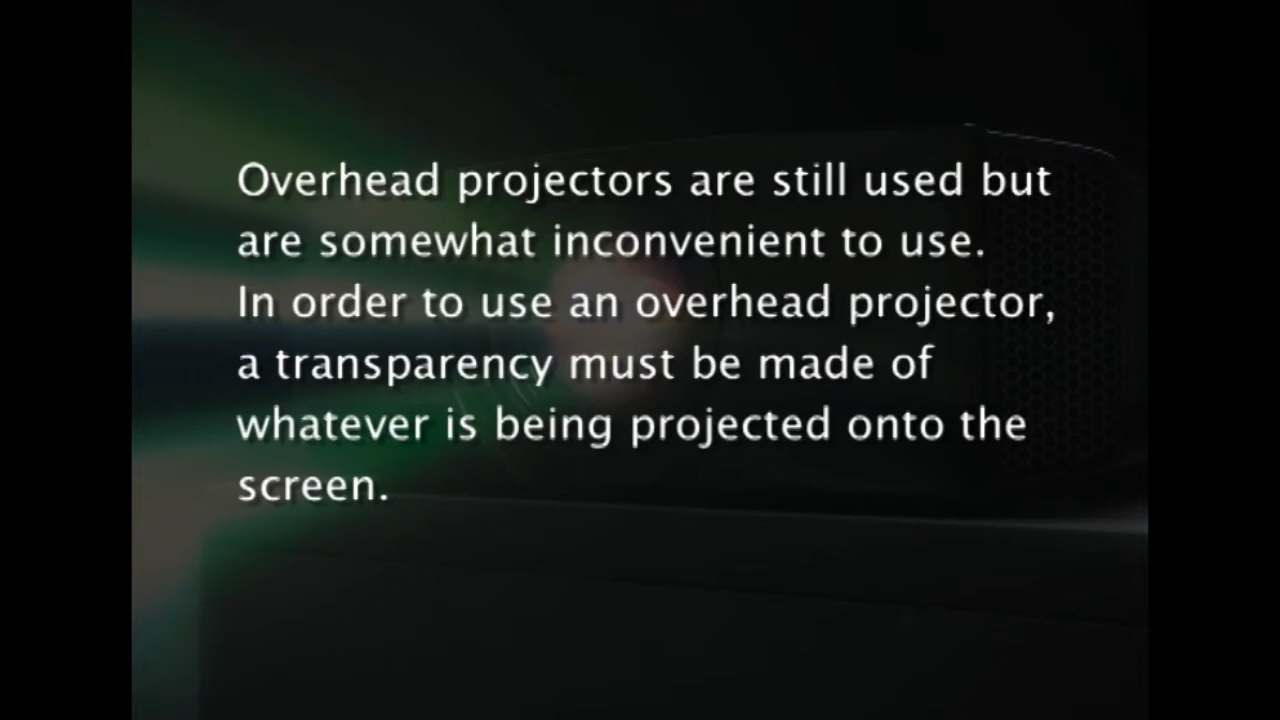 Overhead projectors are still used but
are somewhat inconvenient to use.
In order to use an overhead projector,
a transparency must be made of
whatever is being projected onto the
screen.